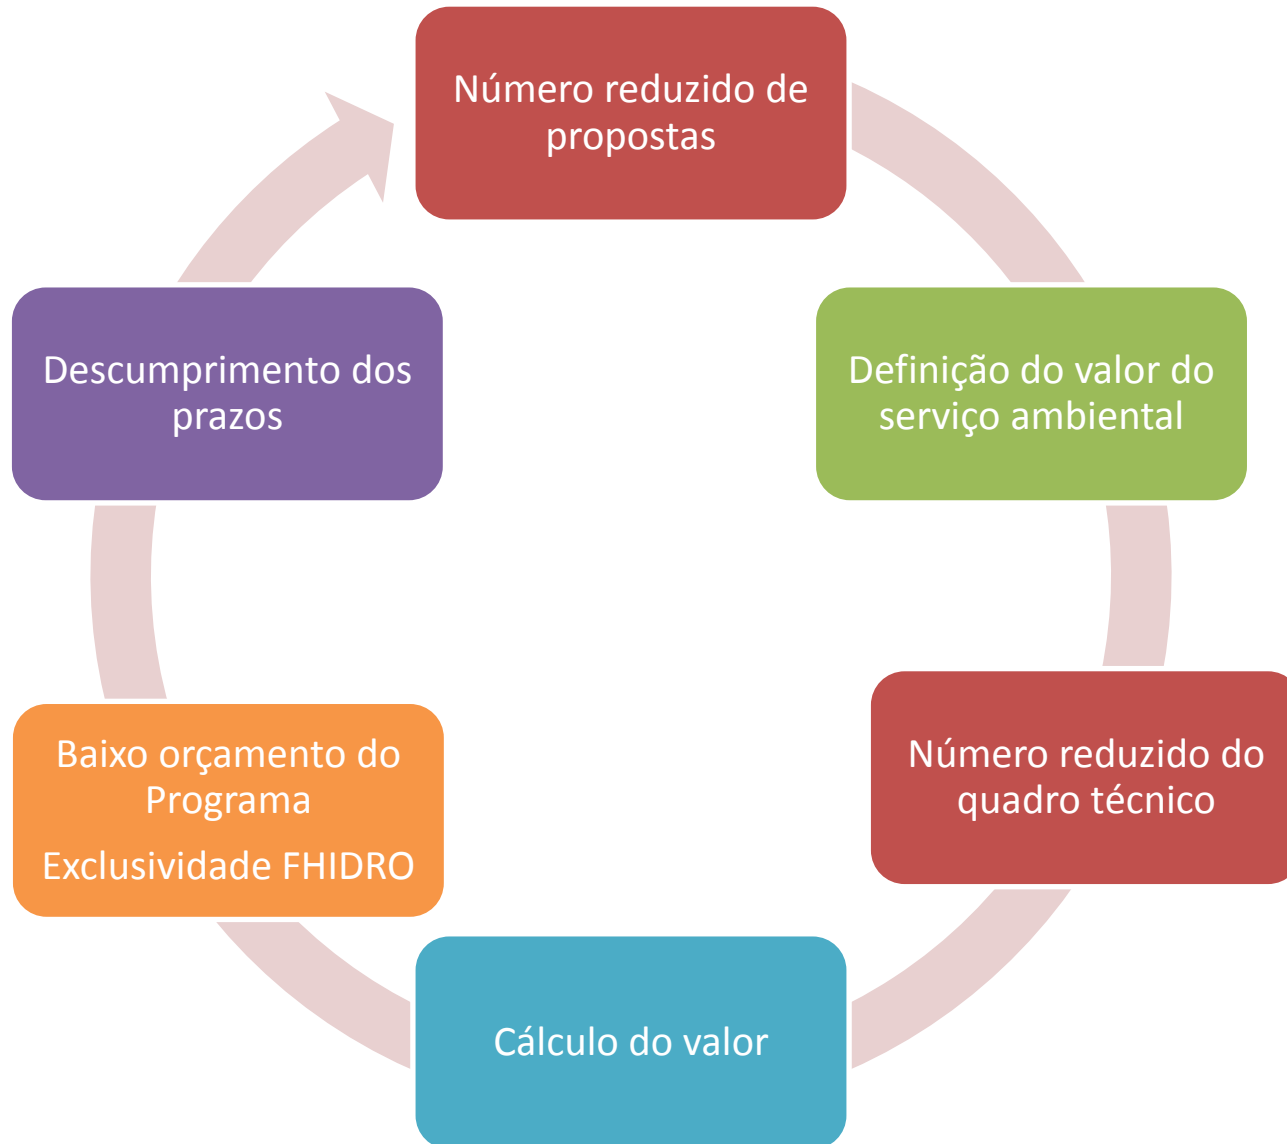 Número reduzido de
propostas
Definição do valor do
serviço ambiental
Número reduzido do
quadro técnico
Cálculo do valor
Baixo orçamento do
Programa
Exclusividade FHIDRO
Descumprimento dos
prazos